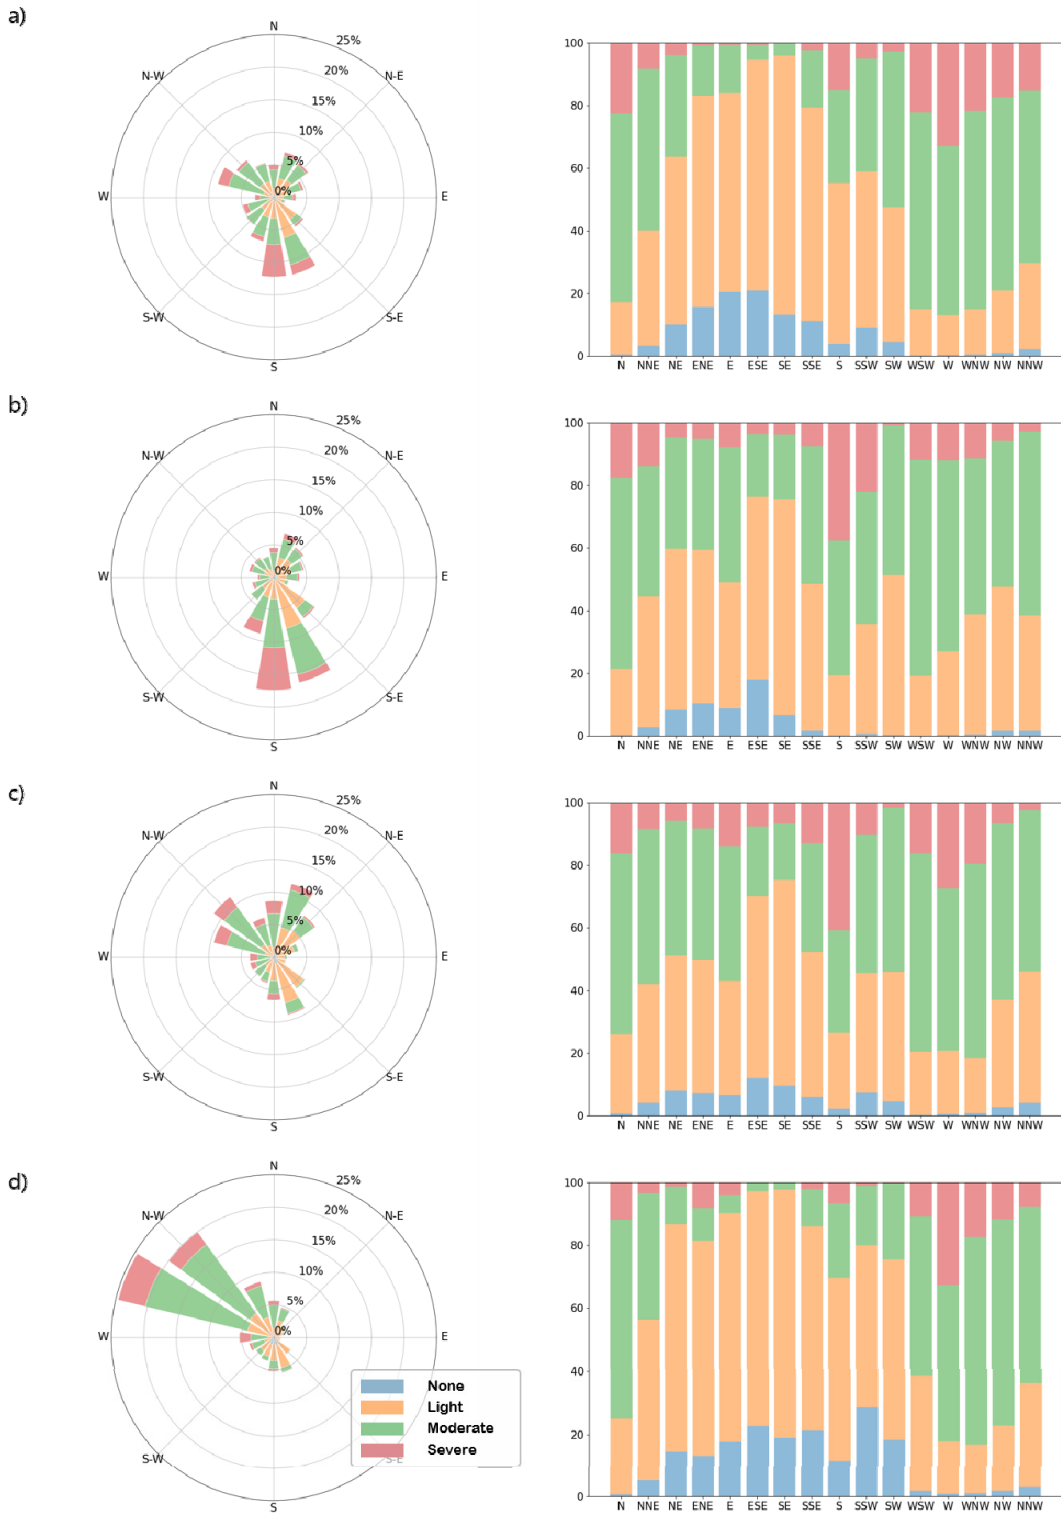 a)
N
25%
20%
N-W
N-E
15%
10%
5%
0%
W
E
S-W
S-E
S
100
80
60
40
20
0
N NNE NE ENE E ESE SE SSE S SSW SW WSW W WNW NW NNW
b)
N
25%
20%
N-W
N-E
15%
10%
5%
0%
W
E
S-W
S-E
S
100
80
60
40
20
0
N NNE NE ENE E ESE SE SSE S SSW SW WSW W WNW NW NNW
c)
N
25%
20%
N-W
N-E
15%
10%
5%
0%
W
E
S-W
S-E
S
100
80
60
40
20
0
N NNE NE ENE E ESE SE SSE S SSW SW WSW W WNW NW NNW
d)
N
25%
20%
N-W
N-E
15%
10%
5%
0%
W
E
None
Light
Moderate
Severe
S-W
S-E
S
100
80
60
40
20
0
N NNE NE ENE E ESE SE SSE S SSW SW WSW W WNW NW NNW